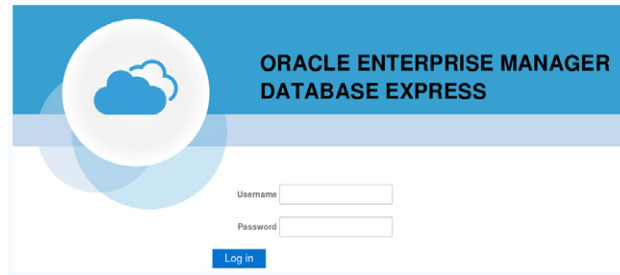 ORACLE ENTERPRISE MANAGER
DATABASE EXPRESS
Username
Password
Log in